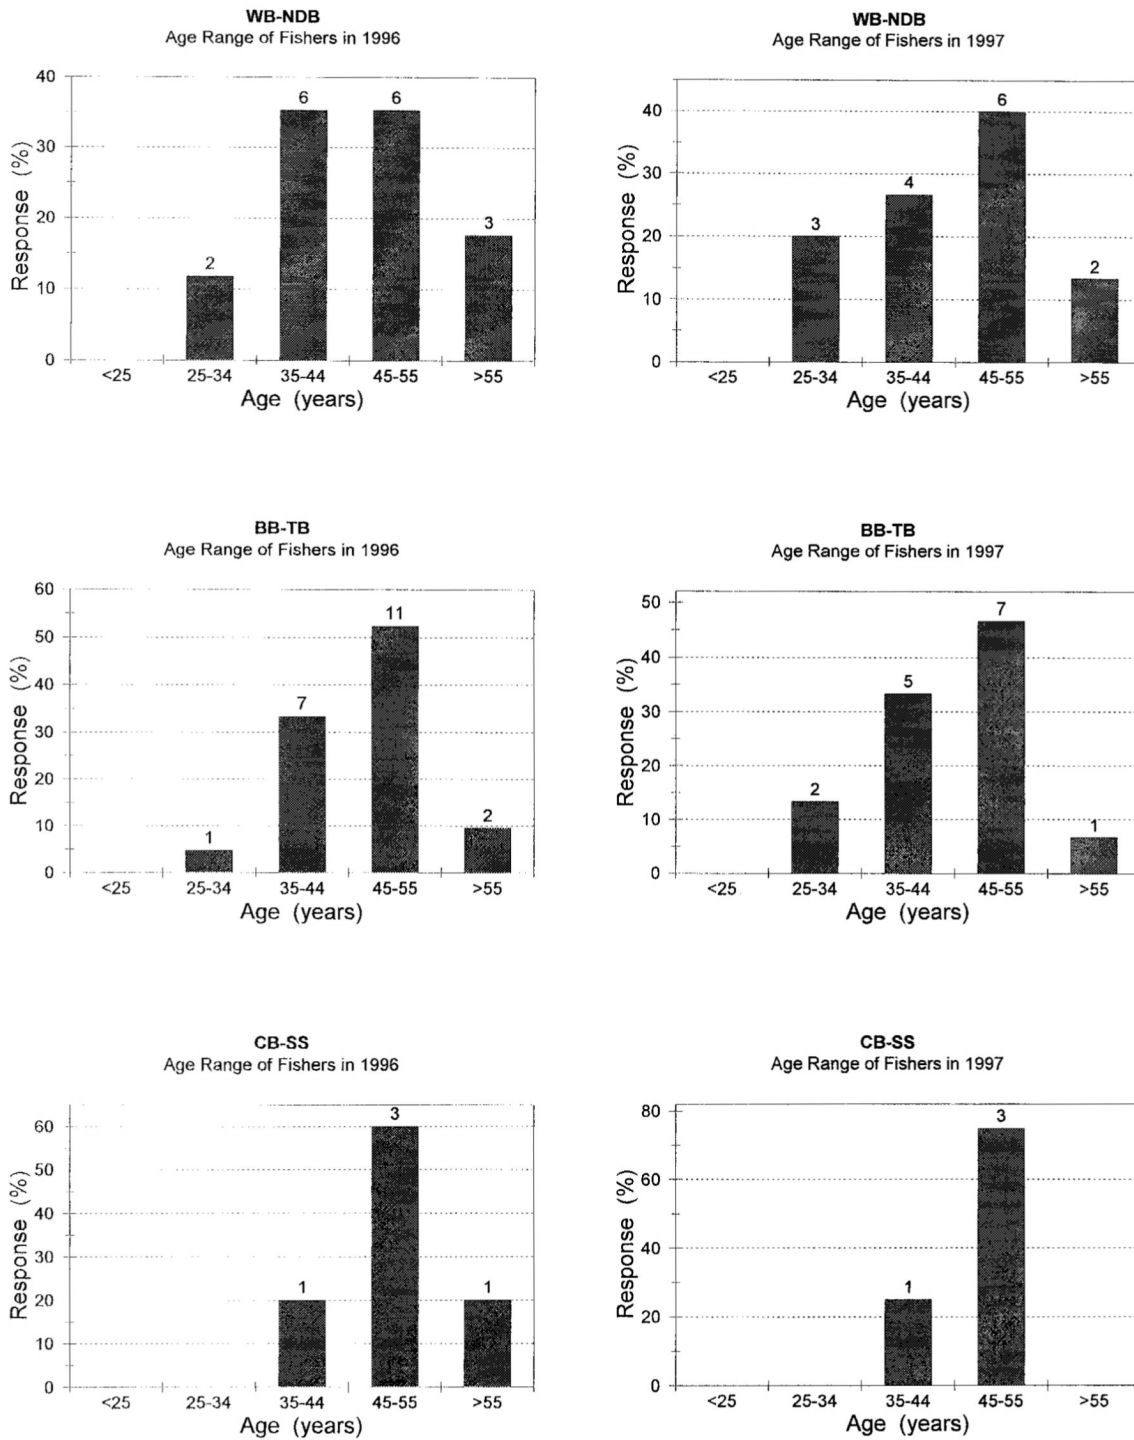 WB-NDB
Age Range of Fishers in 1996
40
30
20
10
0
Response (%)
2
6
6
3
<25 25-34 35-44 45-55 >55
Age (years)
WB-NDB
Age Range of Fishers in 1997
40
30
20
10
0
Response (%)
3
4
6
2
<25 25-34 35-44 45-55 >55
Age (years)
BB-TB
Age Range of Fishers in 1996
60
50
40
30
20
10
0
Response (%)
1
7
11
2
<25 25-34 35-44 45-55 >55
Age (years)
BB-TB
Age Range of Fishers in 1997
50
40
30
20
10
0
Response (%)
2
5
7
1
<25 25-34 35-44 45-55 >55
Age (years)
CB-SS
Age Range of Fishers in 1996
60
50
40
30
20
10
0
Response (%)
1
3
1
<25 25-34 35-44 45-55 >55
Age (years)
CB-SS
Age Range of Fishers in 1997
80
60
40
20
0
Response (%)
1
3
<25 25-34 35-44 45-55 >55
Age (years)